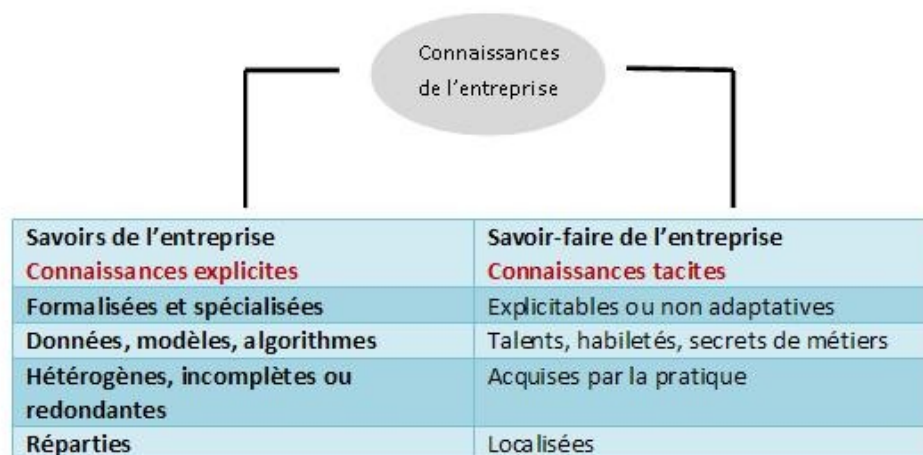 Connaissances
de l'entreprise
Savoirs de l'entreprise
Connaissances explicites
Savoir-faire de l'entreprise
Connaissances tacites
Formalisées et spécialisées
Explicitables ou non adaptatives
Données, modèles, algorithmes
Talents, habiletés, secrets de métiers
Hétérogènes, incomplètes ou
redondantes
Acquises par la pratique
Réparties
Localisées